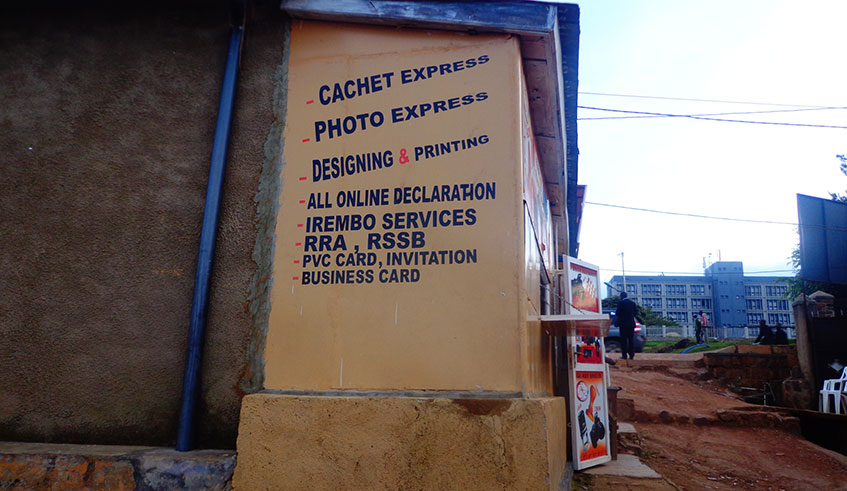 - CACHET EXPRESS
- PHOTO EXPRESS
- DESIGNING & PRINTING
- ALL ONLINE DECLARATION
- IREMBO SERVICES
- RRA , RSSB
- PVC CARD, INVITATION
- BUSINESS CARD